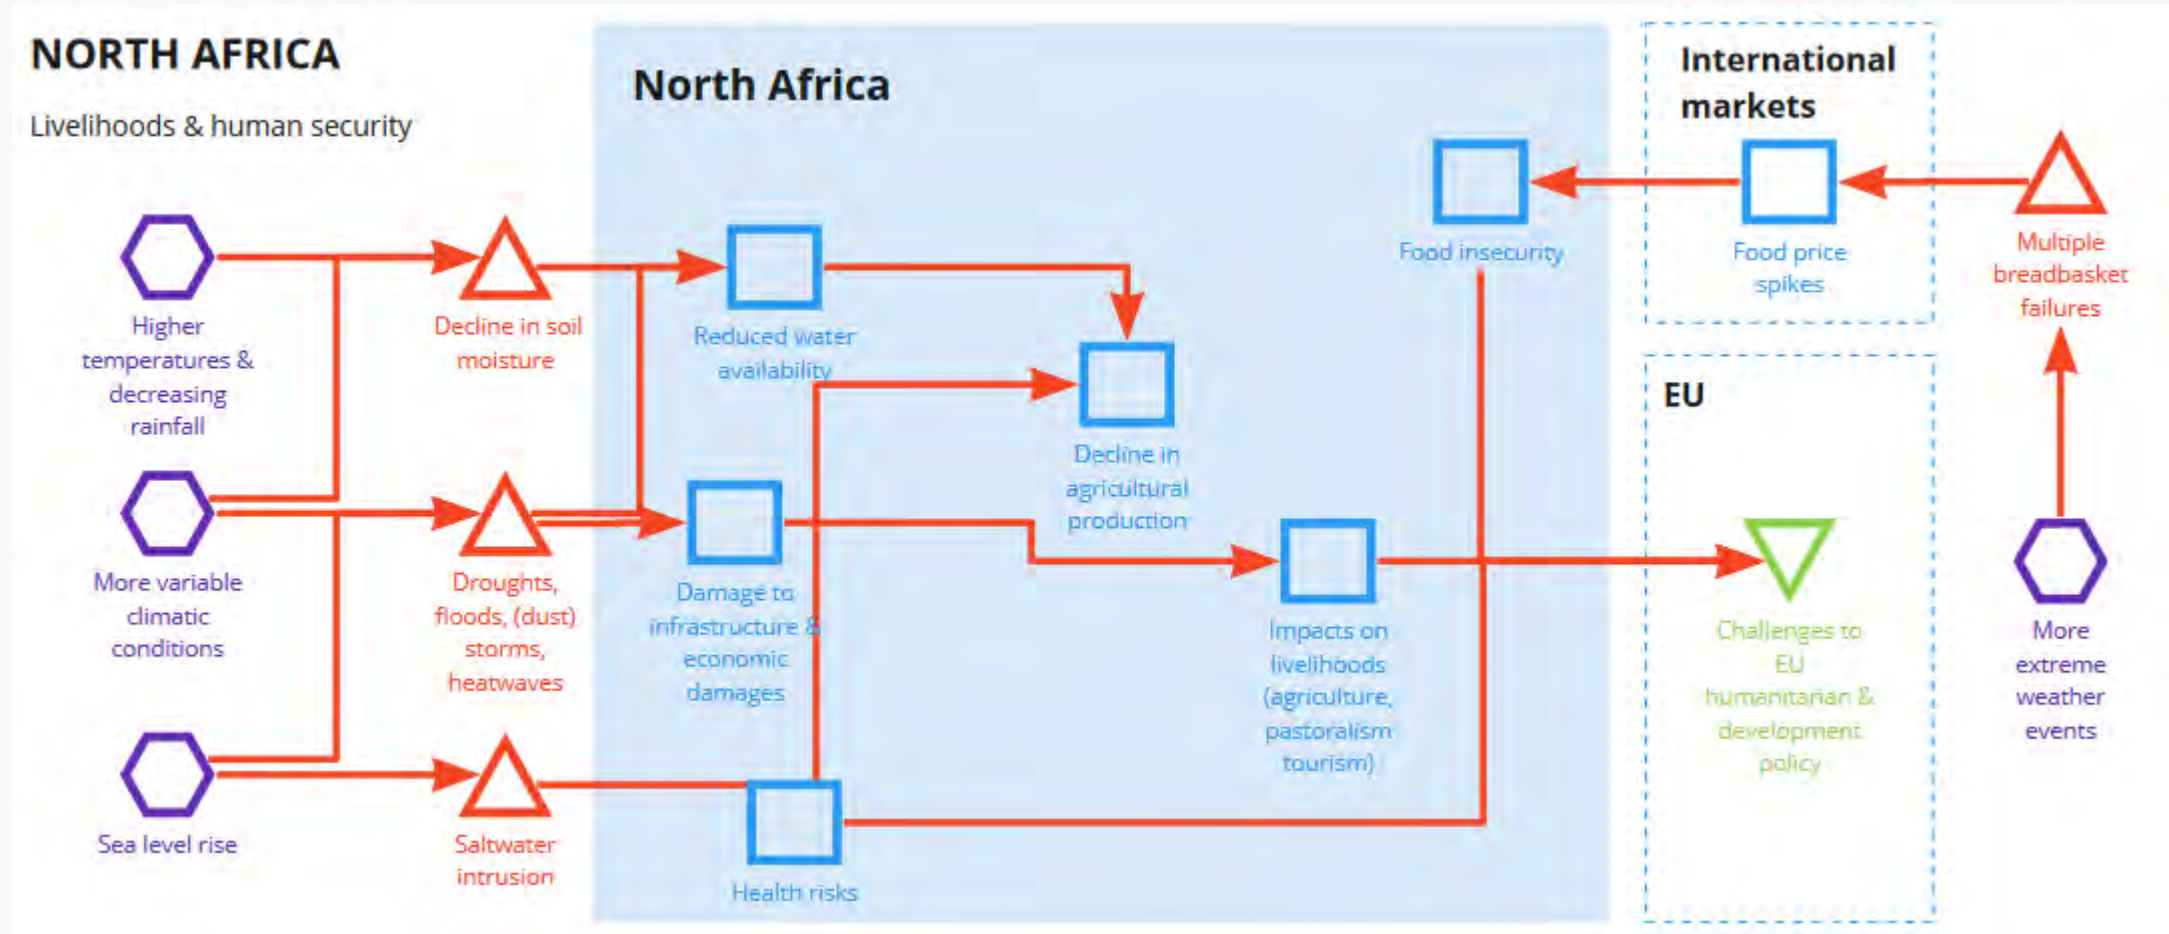 NORTH AFRICA
Livelihoods & human security
North Africa
International
markets
Food insecurity
Food price
spikes
Multiple
breadbasket
failures
Higher
temperatures &
decreasing
rainfall
Decline in soil
moisture
Reduced water
availability
EU
Decline in
agricultural
production
More variable
climatic
conditions
Droughts,
floods, (dust)
storms,
heatwaves
Damage to
infrastructure &
economic
damages
Impacts on
livelihoods
(agriculture,
pastoralism
tourism)
Challenges to
EU
humanitarian &
development
policy
More
extreme
weather
events
Sea level rise
Saltwater
intrusion
Health risks